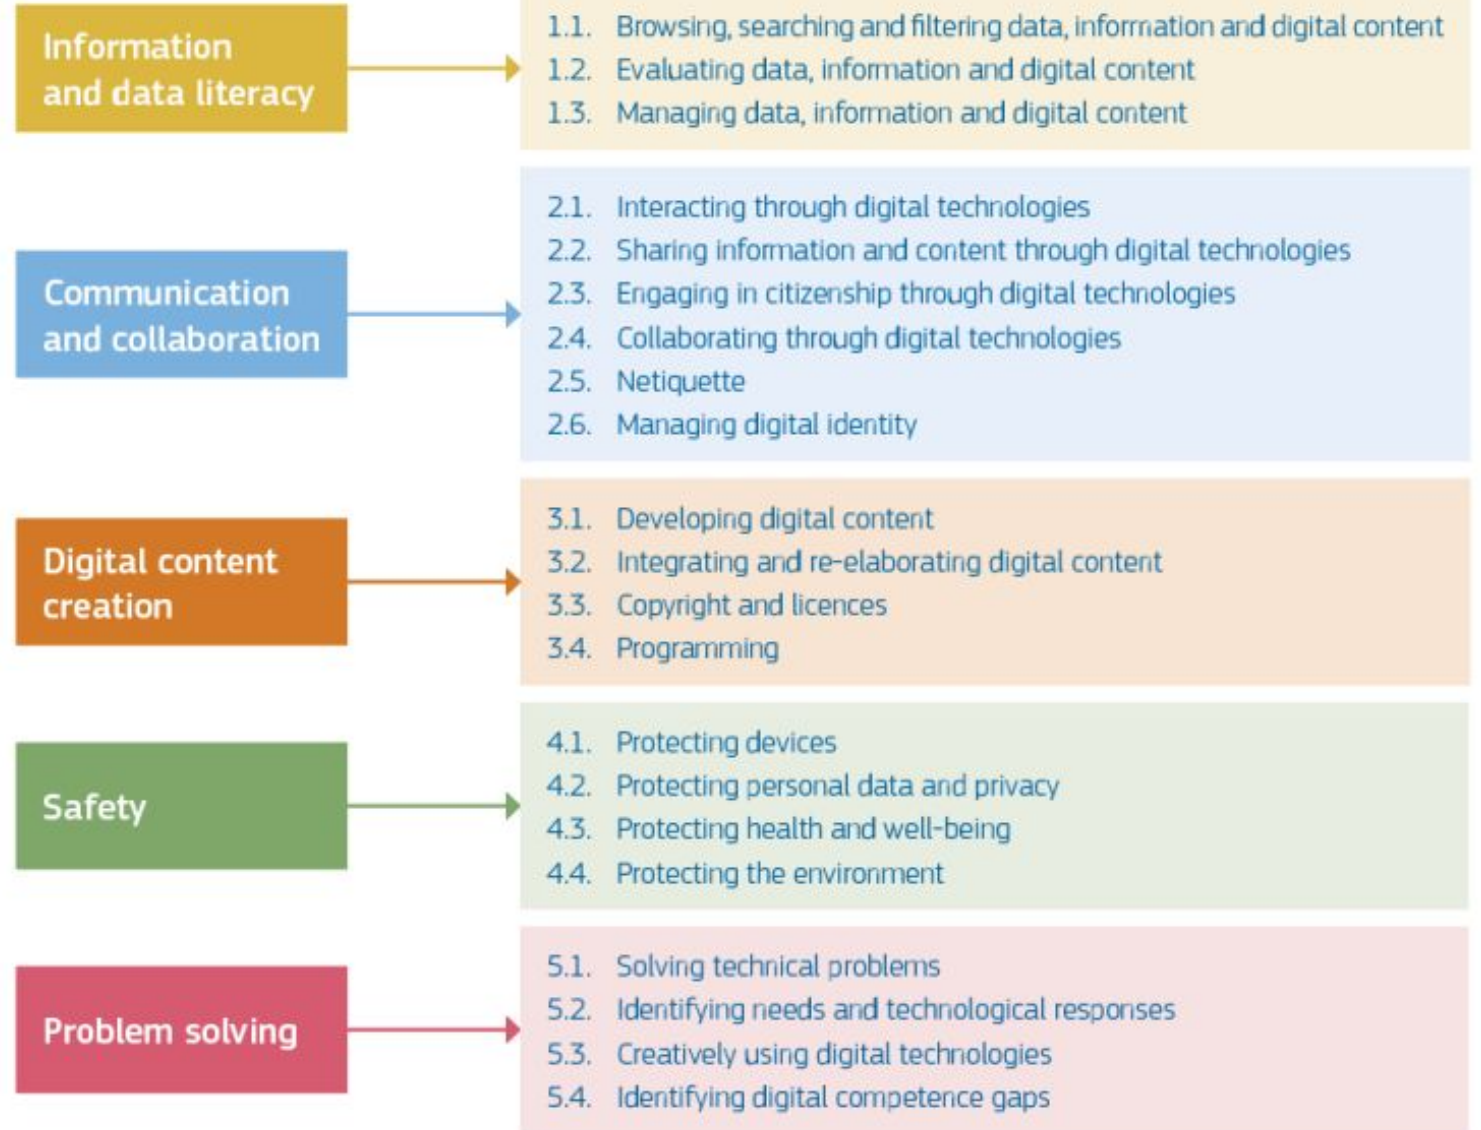 Information
and data literacy
1.1. Browsing, searching and filtering data, information and digital content
1.2. Evaluating data, information and digital content
1.3. Managing data, information and digital content
Communication
and collaboration
2.1. Interacting through digital technologies
2.2. Sharing information and content through digital technologies
2.3. Engaging in citizenship through digital technologies
2.4. Collaborating through digital technologies
2.5. Netiquette
2.6. Managing digital identity
Digital content
creation
3.1. Developing digital content
3.2. Integrating and re-elaborating digital content
3.3. Copyright and licences
3.4. Programming
Safety
4.1. Protecting devices
4.2. Protecting personal data and privacy
4.3. Protecting health and well-being
4.4. Protecting the environment
Problem solving
5.1. Solving technical problems
5.2. Identifying needs and technological responses
5.3. Creatively using digital technologies
5.4. Identifying digital competence gaps